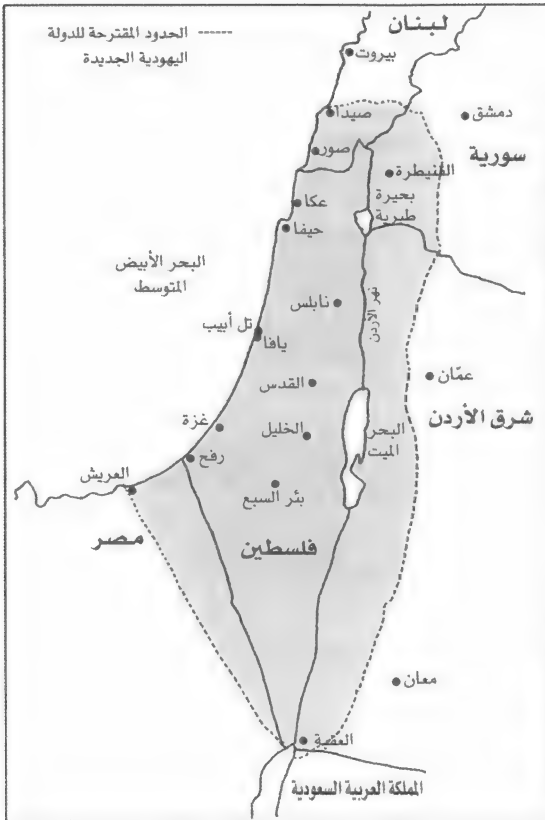 لبنان
------ الحدود المقترحة للدولة
اليهودية الجديدة
بيروت
صيدا
دمشق
صور
سورية
القنيطرة
بحيرة
طبرية
عكا
حيفا
البحر الأبيض
المتوسط
نابلس
نهر الأردن
تل أبيب
يافا
القدس
عمّان
شرق الأردن
غزة
الخليل
البحر
الميت
رفح
العريش
بئر السبع
مصر
فلسطين
معان
العقبة
المملكة العربية السعودية